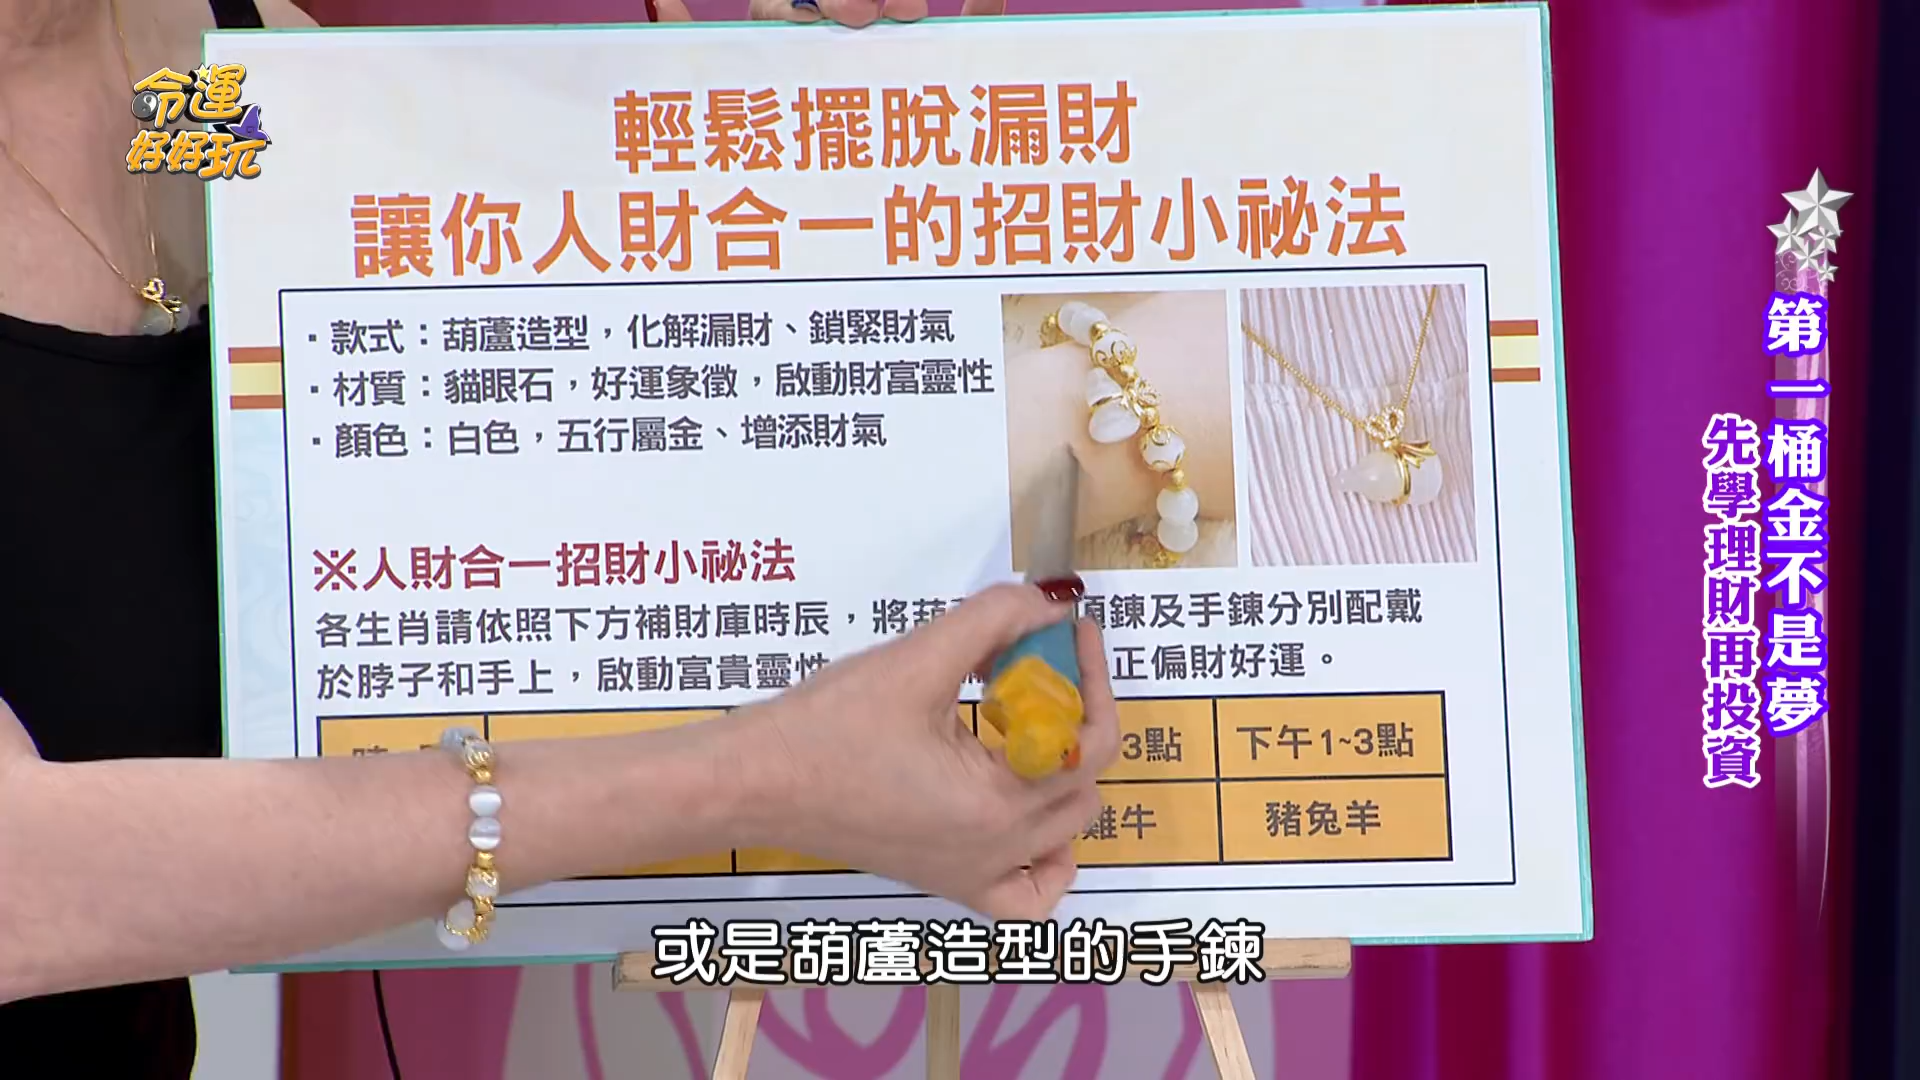 命運
好好玩
輕鬆擺脫漏財
讓你人財合一的招財小祕法
・款式：葫蘆造型，化解漏財、鎖緊財氣
・材質：貓眼石，好運象徵，啟動財富靈性
・顏色：白色，五行屬金、增添財氣
※人財合一招財小祕法
各生肖請依照下方補財庫時辰，將葫 項鍊及手鍊分別配戴
於脖子和手上，啟動富貴靈性 正偏財好運。
3點 下午1~3點
雞牛 豬兔羊
第一桶金不是夢
先學理財再投資
或是葫蘆造型的手鍊